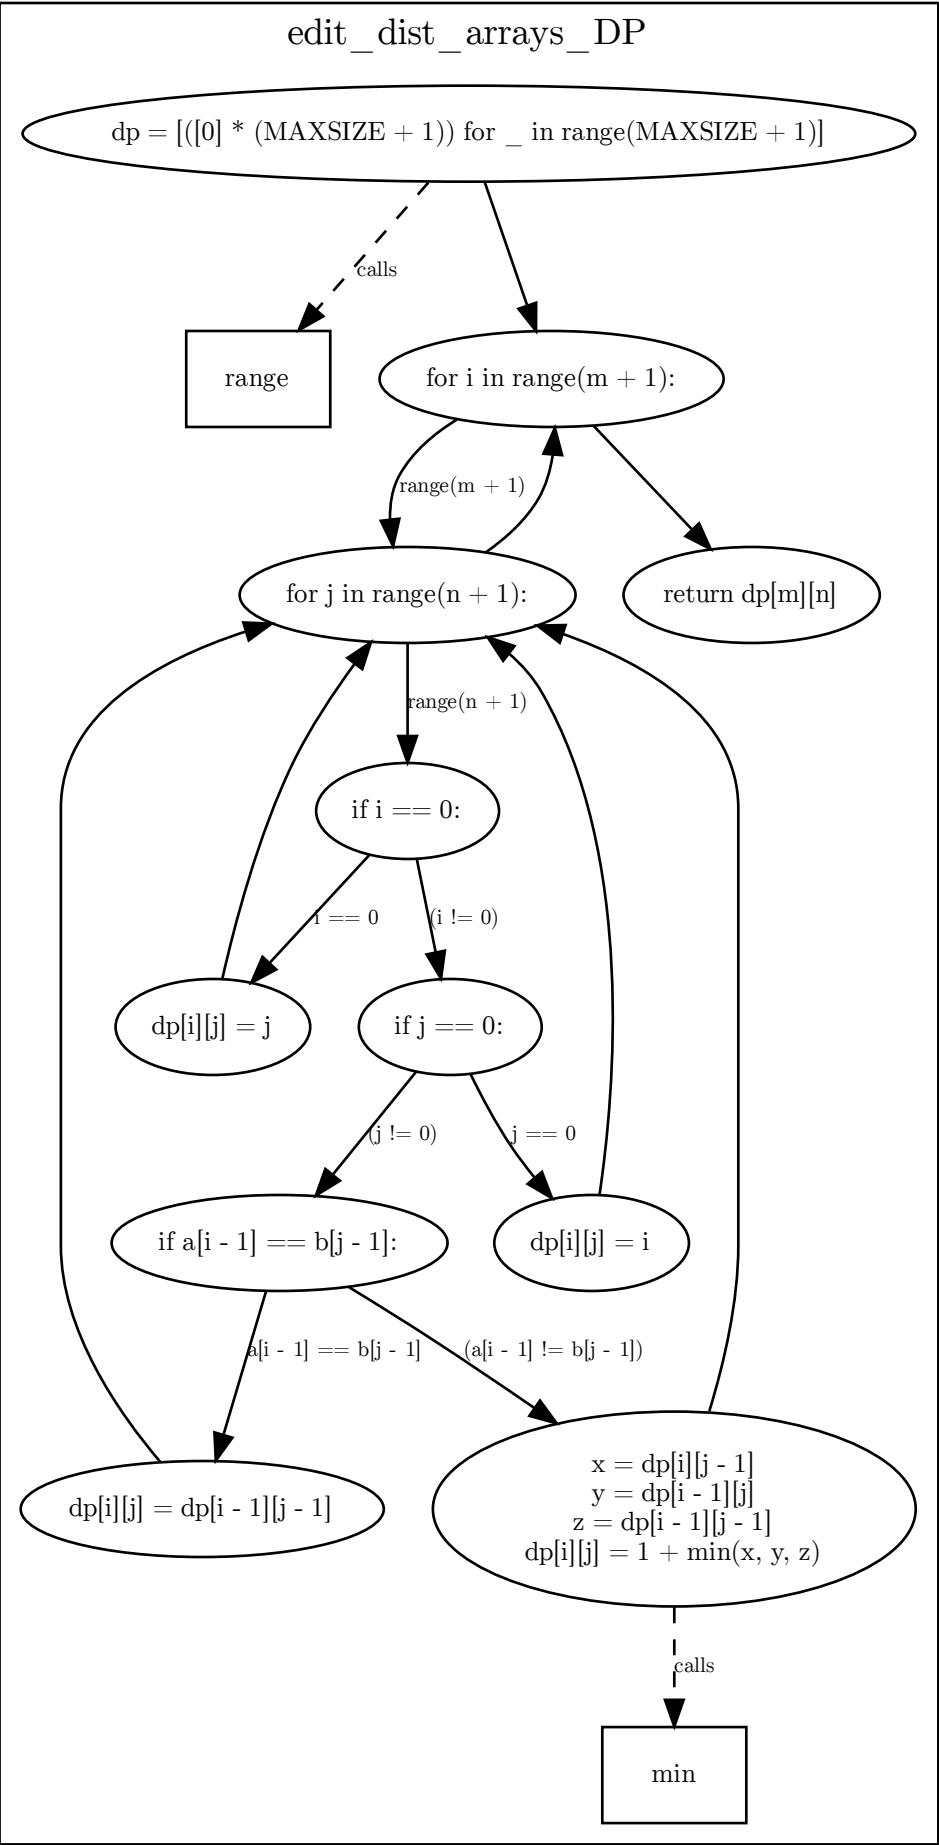 edit_dist_arrays_DP
dp = [([0] * (MAXSIZE + 1)) for _ in range(MAXSIZE + 1)]
calls
range
for i in range(m + 1):
range(m + 1)
for j in range(n + 1):
return dp[m][n]
range(n + 1)
if i == 0:
i == 0
(i != 0)
dp[i][j] = j
if j == 0:
(j != 0)
j == 0
if a[i - 1] == b[j - 1]:
dp[i][j] = i
a[i - 1] == b[j - 1]
(a[i - 1] != b[j - 1])
dp[i][j] = dp[i - 1][j - 1]
x = dp[i][j - 1]
y = dp[i - 1][j]
z = dp[i - 1][j - 1]
dp[i][j] = 1 + min(x, y, z)
calls
min